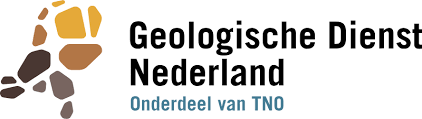 Geologische Dienst
Nederland
Onderdeel van TNO